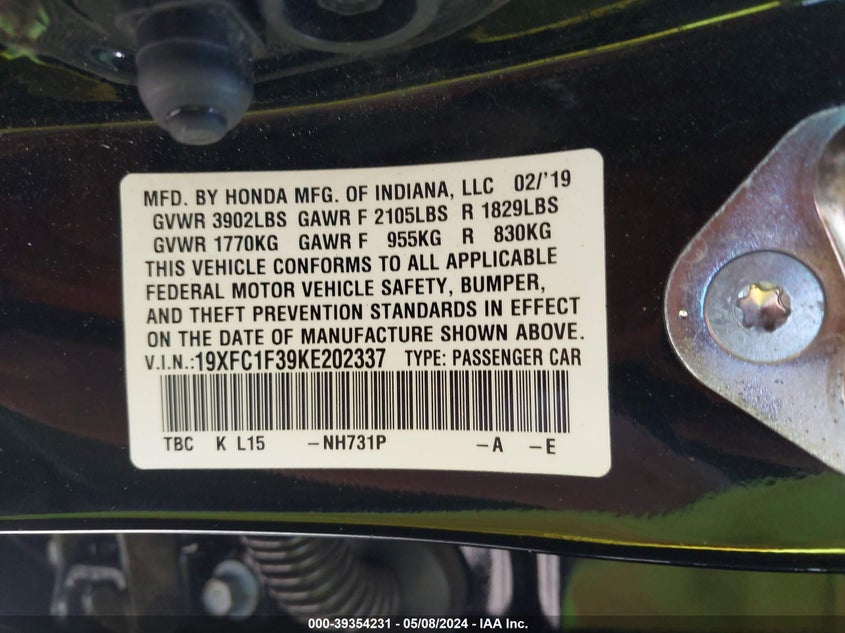 MFD. BY HONDA MFG. OF INDIANA, LLC 02/'19
GVWR 3902LBS GAWR F 2105LBS R 1829LBS
GVWR 1770KG GAWR F 955KG R 830KG
THIS VEHICLE CONFORMS TO ALL APPLICABLE
FEDERAL MOTOR VEHICLE SAFETY, BUMPER,
AND THEFT PREVENTION STANDARDS IN EFFECT
ON THE DATE OF MANUFACTURE SHOWN ABOVE.
V.I.N.:19XFC1F39KE202337 TYPE: PASSENGER CAR
TBC K L15 -NH731P -A -E
000-39354231 - 05/08/2024 - IAA Inc.